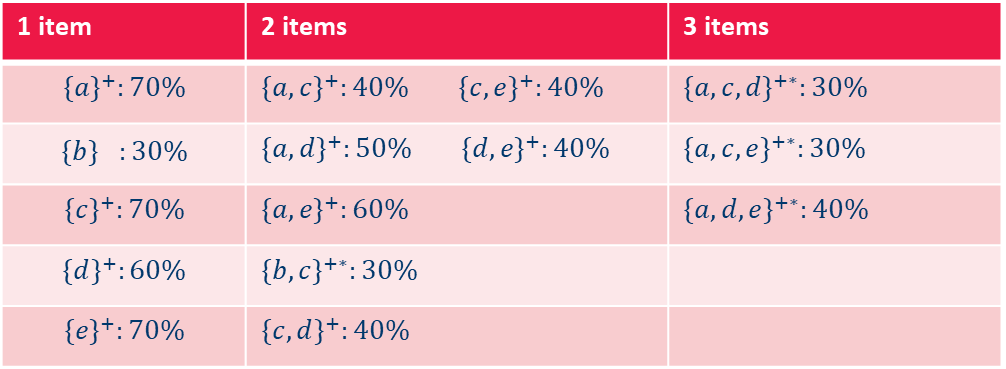 1 item 2 items 3 items
{a}⁺: 70% {a, c}⁺: 40% {c, e}⁺: 40% {a, c, d}⁺*: 30%
{b} : 30% {a, d}⁺: 50% {d, e}⁺: 40% {a, c, e}⁺*: 30%
{c}⁺: 70% {a, e}⁺: 60% {a, d, e}⁺*: 40%
{d}⁺: 60% {b, c}⁺*: 30%
{e}⁺: 70% {c, d}⁺: 40%